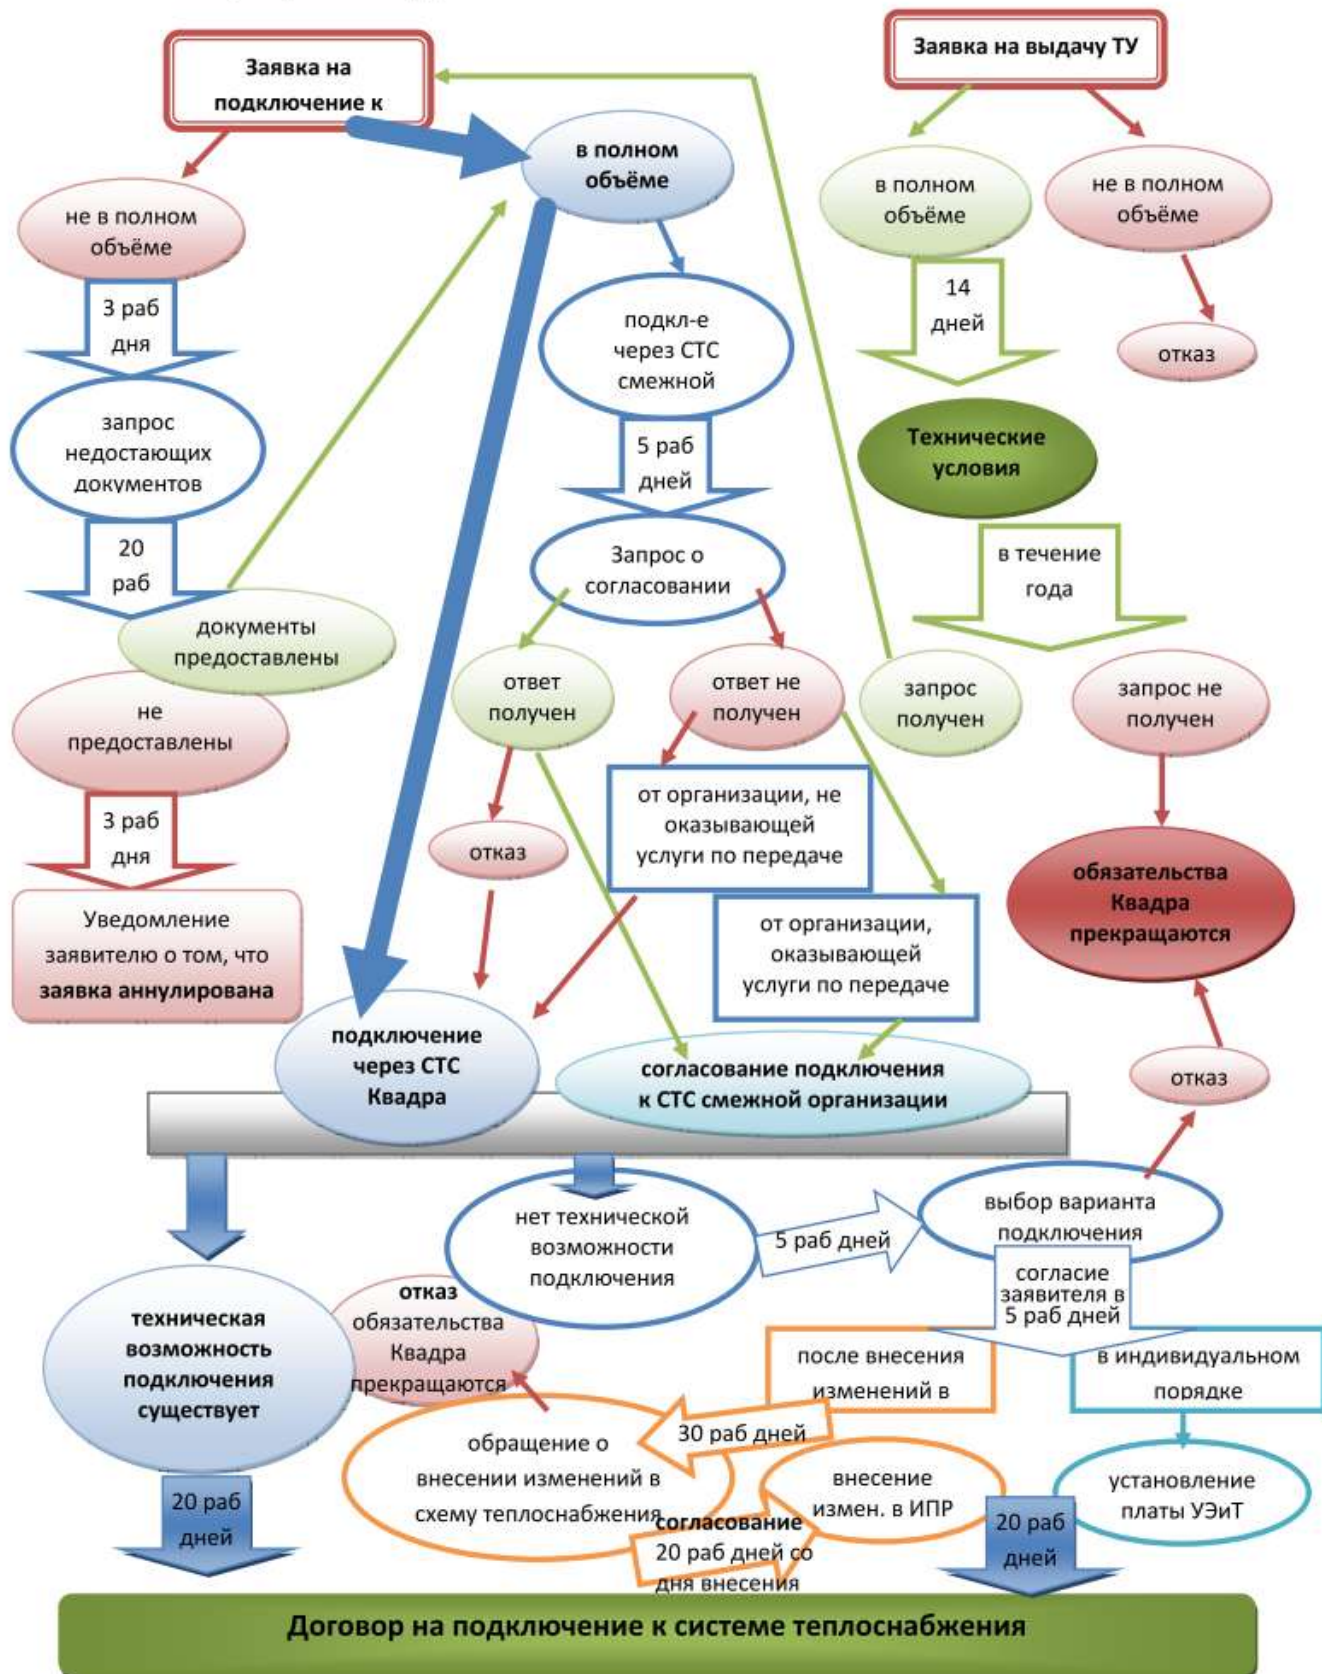 Заявка на
подключение к
Заявка на выдачу ТУ
в полном
объёме
не в полном
объёме
в полном
объёме
не в полном
объёме
3 раб
дня
подкл-е
через СТС
смежной
14
дней
отказ
запрос
недостающих
документов
5 раб
дней
Технические
условия
20
раб
Запрос о
согласовании
в течение
года
документы
предоставлены
не
предоставлены
ответ
получен
ответ не
получен
запрос
получен
запрос не
получен
3 раб
дня
отказ
от организации, не
оказывающей
услуги по передаче
обязательства
Квадра
прекращаются
Уведомление
заявителю о том, что
заявка аннулирована
от организации,
оказывающей
услуги по передаче
подключение
через СТС
Квадра
согласование подключения
к СТС смежной организации
отказ
нет технической
возможности
подключения
5 раб дней
выбор варианта
подключения
согласие
заявителя в
5 раб дней
техническая
возможность
подключения
существует
отказ
обязательства
Квадра
прекращаются
после внесения
изменений в
в индивидуальном
порядке
30 раб дней
обращение о
внесении изменений в
схему теплоснабжения
внесение
измен. в ИПР
установление
платы УЭиТ
20 раб
дней
согласование
20 раб дней со
дня внесения
20 раб
дней
Договор на подключение к системе теплоснабжения